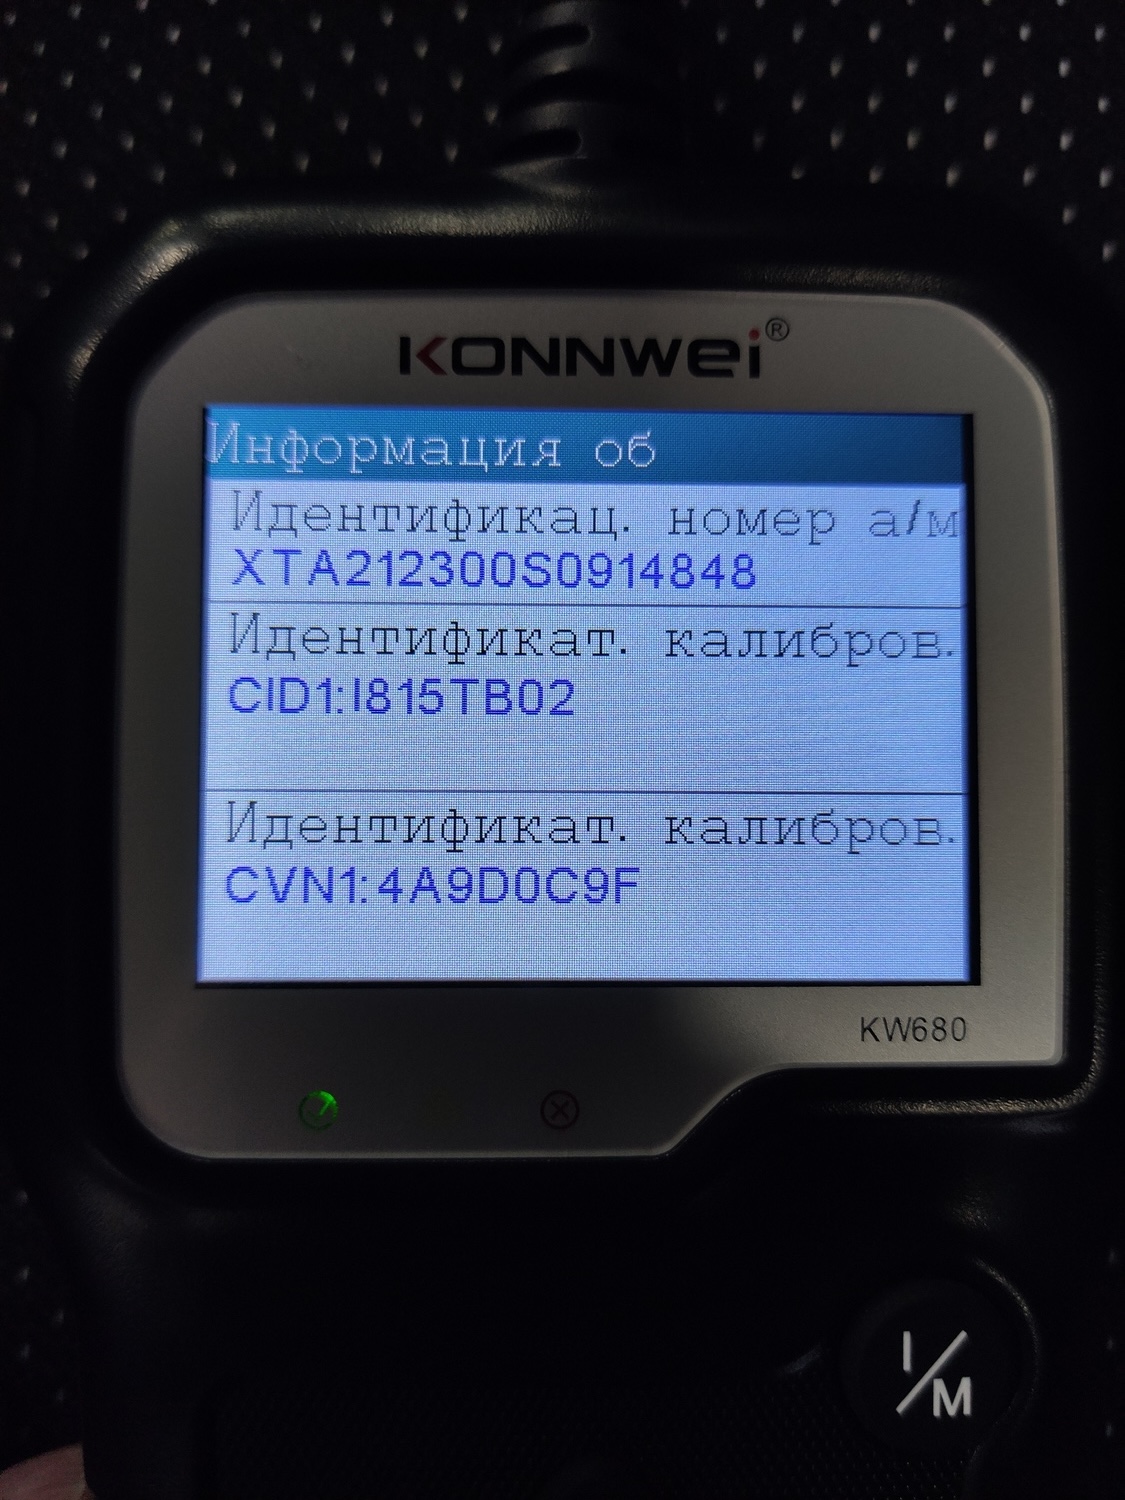 KONNWEI®
Информация об
Идентификац. номер а/м
XTA212300S0914848
Идентификат. калибров.
CID1:I815TB02
Идентификат. калибров.
CVN1:4A9D0C9F
KW680
I/M